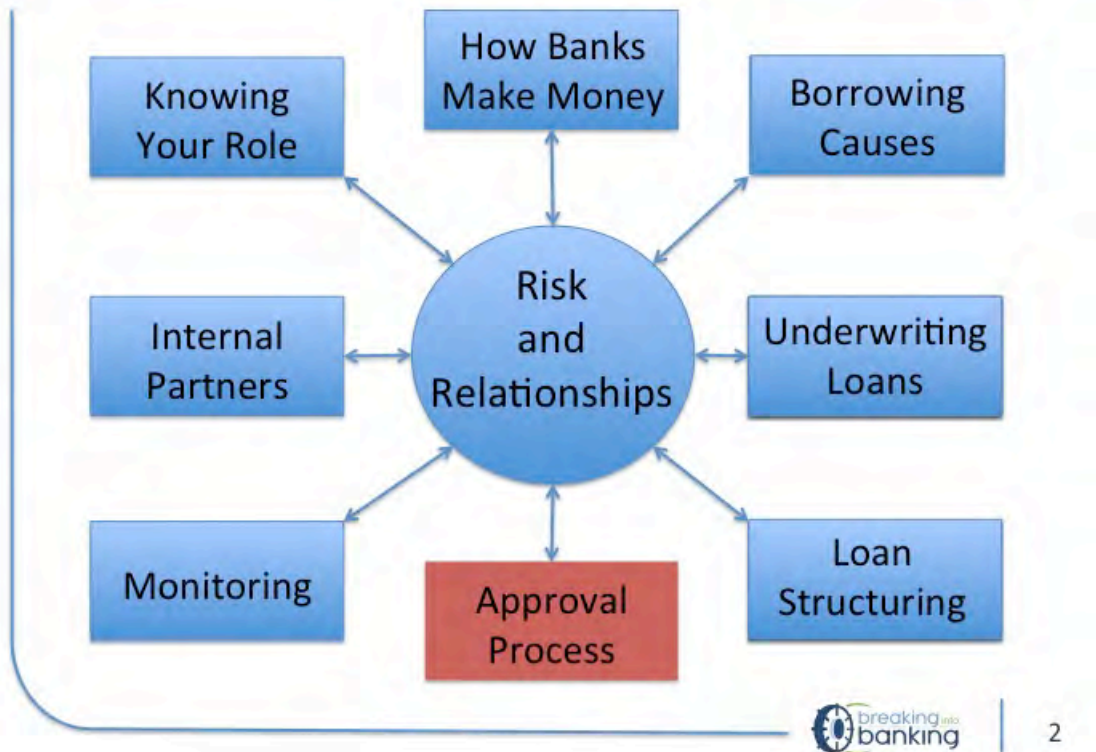 How Banks
Make Money
Knowing
Your Role
Borrowing
Causes
Risk
and
Relationships
Internal
Partners
Underwriting
Loans
Monitoring
Approval
Process
Loan
Structuring
breaking into
banking
2